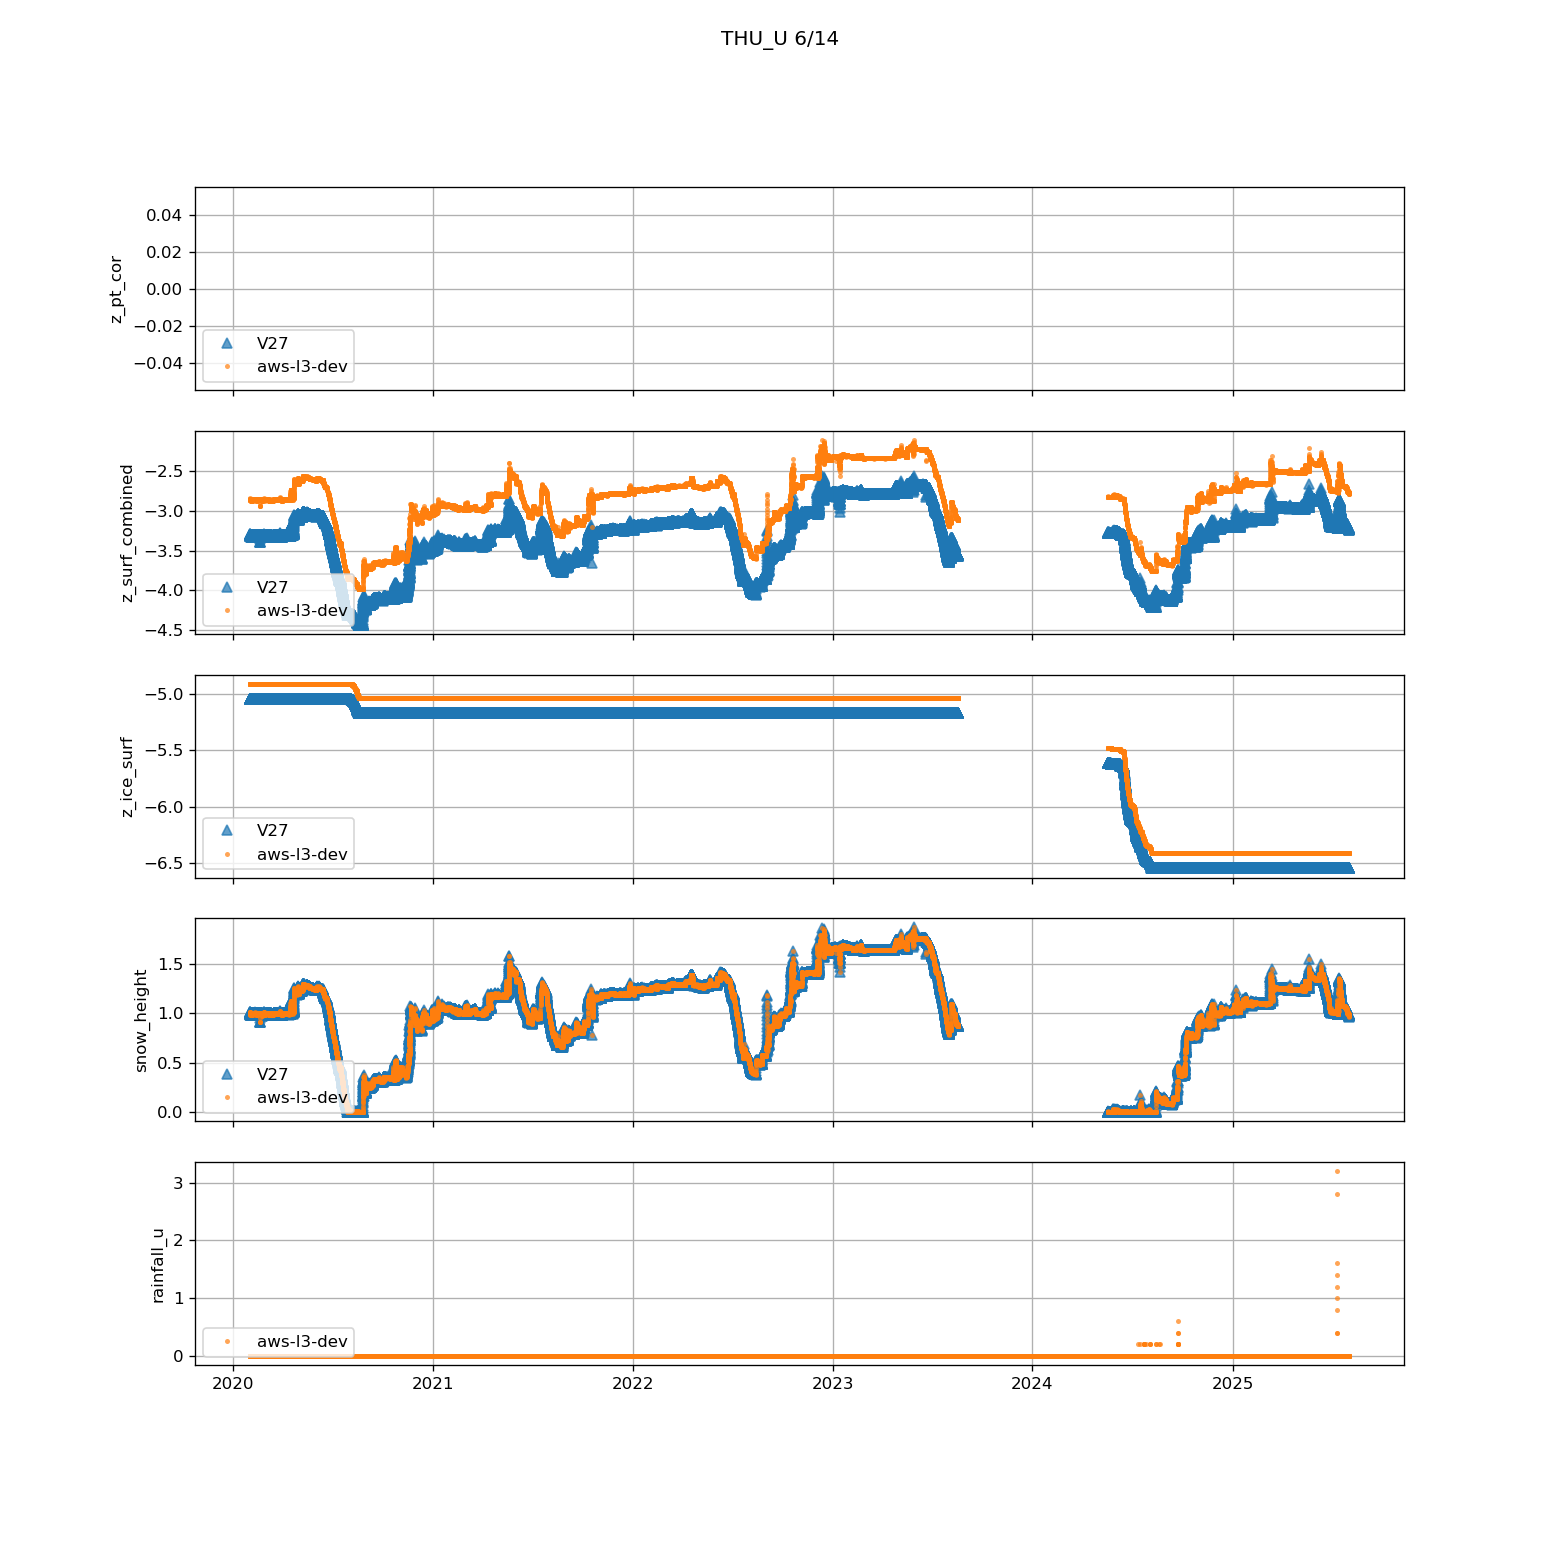 THU_U 6/14
z_pt_cor
0.04
0.02
0.00
−0.02
−0.04
V27
aws-l3-dev
z_surf_combined
−2.5
−3.0
−3.5
−4.0
−4.5
V27
aws-l3-dev
z_ice_surf
−5.0
−5.5
−6.0
−6.5
V27
aws-l3-dev
snow_height
1.5
1.0
0.5
0.0
V27
aws-l3-dev
rainfall_u
3
2
1
0
aws-l3-dev
2020 2021 2022 2023 2024 2025